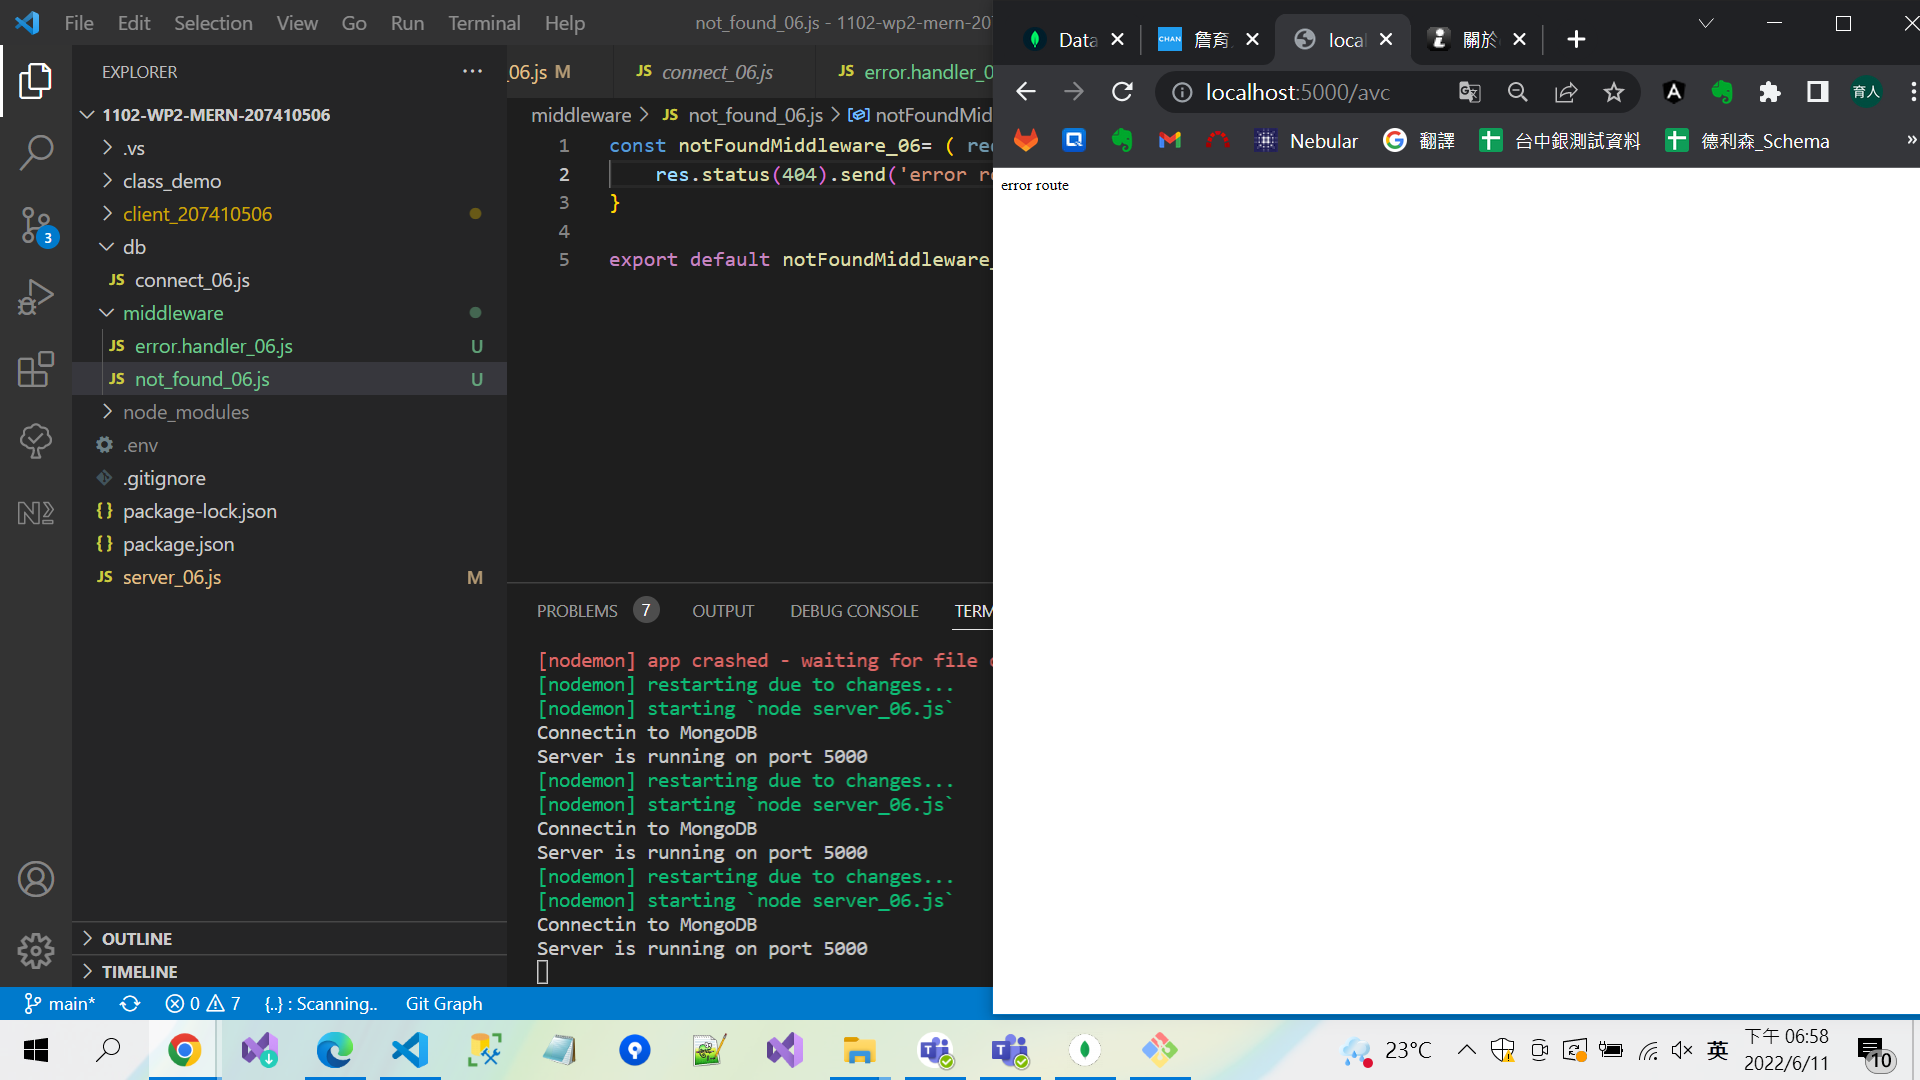 File Edit Selection View Go Run Terminal Help
not_found_06.js - 1102-wp2-mern-207
EXPLORER
1102-WP2-MERN-207410506
.vs
class_demo
client_207410506
db
JS connect_06.js
middleware
JS error.handler_06.js U
JS not_found_06.js U
node_modules
.env
.gitignore
{} package-lock.json
{} package.json
JS server_06.js M
OUTLINE
TIMELINE
3
_06.js M
JS connect_06.js
JS error.handler_0
middleware > JS not_found_06.js > notFoundMid
1 const notFoundMiddleware_06= ( req
2 res.status(404).send('error ro
3 }
4
5 export default notFoundMiddleware_
PROBLEMS 7 OUTPUT DEBUG CONSOLE TERM
[nodemon] app crashed - waiting for file c
[nodemon] restarting due to changes...
[nodemon] starting `node server_06.js`
Connectin to MongoDB
Server is running on port 5000
[nodemon] restarting due to changes...
[nodemon] starting `node server_06.js`
Connectin to MongoDB
Server is running on port 5000
[nodemon] restarting due to changes...
[nodemon] starting `node server_06.js`
Connectin to MongoDB
Server is running on port 5000
main* 0 7 {..} : Scanning.. Git Graph
Data
CHAN 詹育
local
關於
localhost:5000/avc
育人
Nebular
翻譯
台中銀測試資料
德利森_Schema
»
error route
23°C
英
下午 06:58
2022/6/11
10